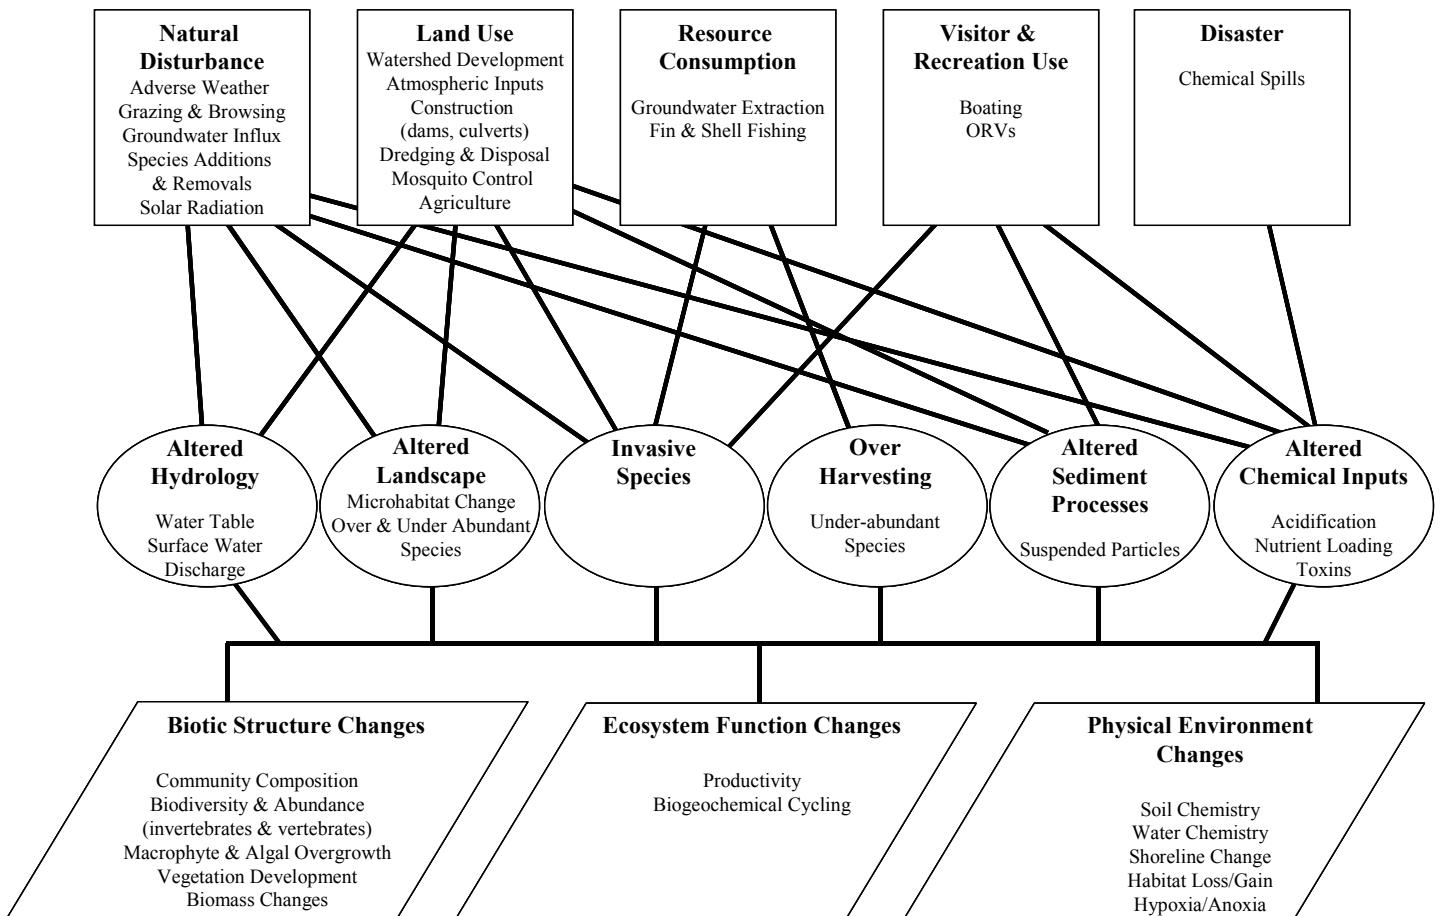 Natural
Disturbance
Adverse Weather
Grazing & Browsing
Groundwater Influx
Species Additions
& Removals
Solar Radiation
Land Use
Watershed Development
Atmospheric Inputs
Construction
(dams, culverts)
Dredging & Disposal
Mosquito Control
Agriculture
Resource
Consumption
Groundwater Extraction
Fin & Shell Fishing
Visitor &
Recreation Use
Boating
ORVs
Disaster
Chemical Spills
Altered
Hydrology
Water Table
Surface Water
Discharge
Altered
Landscape
Microhabitat Change
Over & Under Abundant
Species
Invasive
Species
Over
Harvesting
Under-abundant
Species
Altered
Sediment
Processes
Suspended Particles
Altered
Chemical Inputs
Acidification
Nutrient Loading
Toxins
Biotic Structure Changes
Community Composition
Biodiversity & Abundance
(invertebrates & vertebrates)
Macrophyte & Algal Overgrowth
Vegetation Development
Biomass Changes
Ecosystem Function Changes
Productivity
Biogeochemical Cycling
Physical Environment
Changes
Soil Chemistry
Water Chemistry
Shoreline Change
Habitat Loss/Gain
Hypoxia/Anoxia